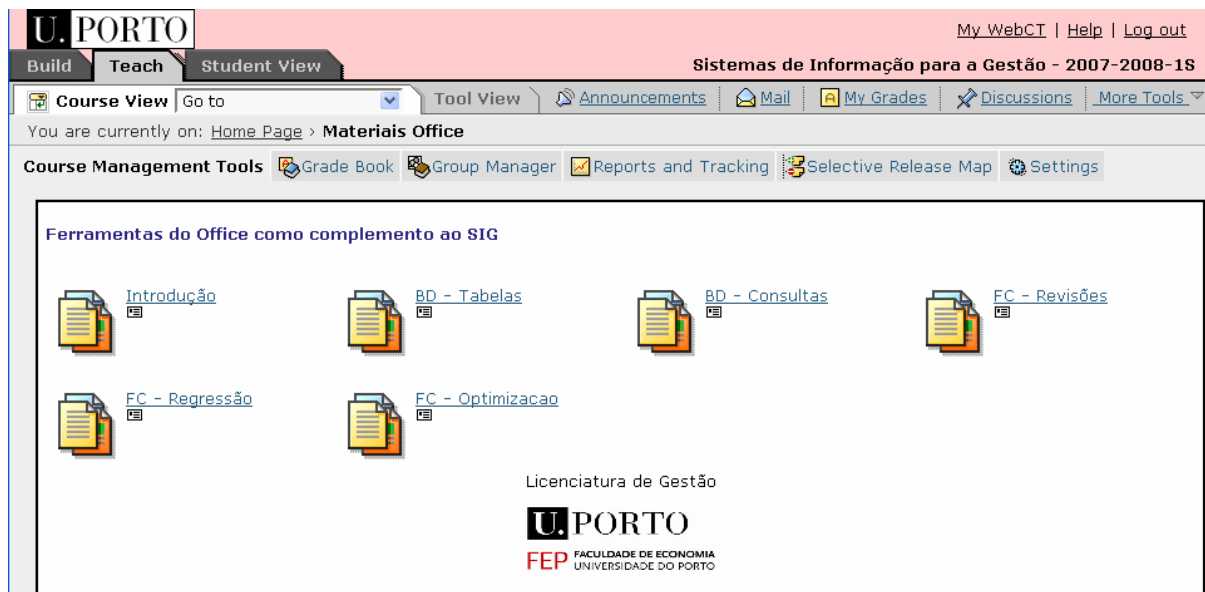 U. PORTO
My WebCT | Help | Log out
Build Teach Student View Sistemas de Informação para a Gestão - 2007-2008-1S
Course View Go to Tool View Announcements Mail A My Grades Discussions More Tools
You are currently on: Home Page › Materiais Office
Course Management Tools Grade Book Group Manager Reports and Tracking Selective Release Map Settings
Ferramentas do Office como complemento ao SIG
Introdução BD - Tabelas BD - Consultas FC - Revisões
FC - Regressão FC - Optimizacao
Licenciatura de Gestão
U. PORTO
FEP FACULDADE DE ECONOMIA
UNIVERSIDADE DO PORTO